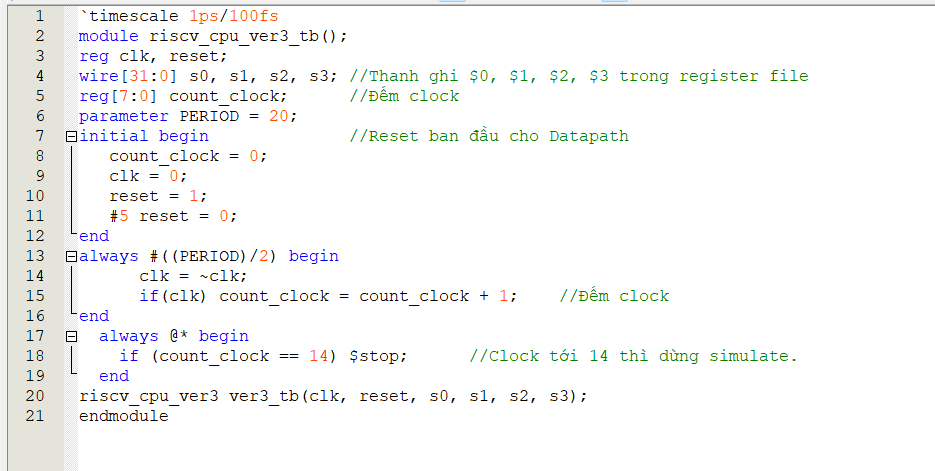 1 `timescale 1ps/100fs
2 module riscv_cpu_ver3_tb();
3 reg clk, reset;
4 wire[31:0] s0, s1, s2, s3; //Thanh ghi $0, $1, $2, $3 trong register file
5 reg[7:0] count_clock; //Đếm clock
6 parameter PERIOD = 20;
7 initial begin //Reset ban đầu cho Datapath
8 count_clock = 0;
9 clk = 0;
10 reset = 1;
11 #5 reset = 0;
12 end
13 always #((PERIOD)/2) begin
14 clk = ~clk;
15 if(clk) count_clock = count_clock + 1; //Đếm clock
16 end
17 always @* begin
18 if (count_clock == 14) $stop; //Clock tới 14 thì dừng simulate.
19 end
20 riscv_cpu_ver3 ver3_tb(clk, reset, s0, s1, s2, s3);
21 endmodule